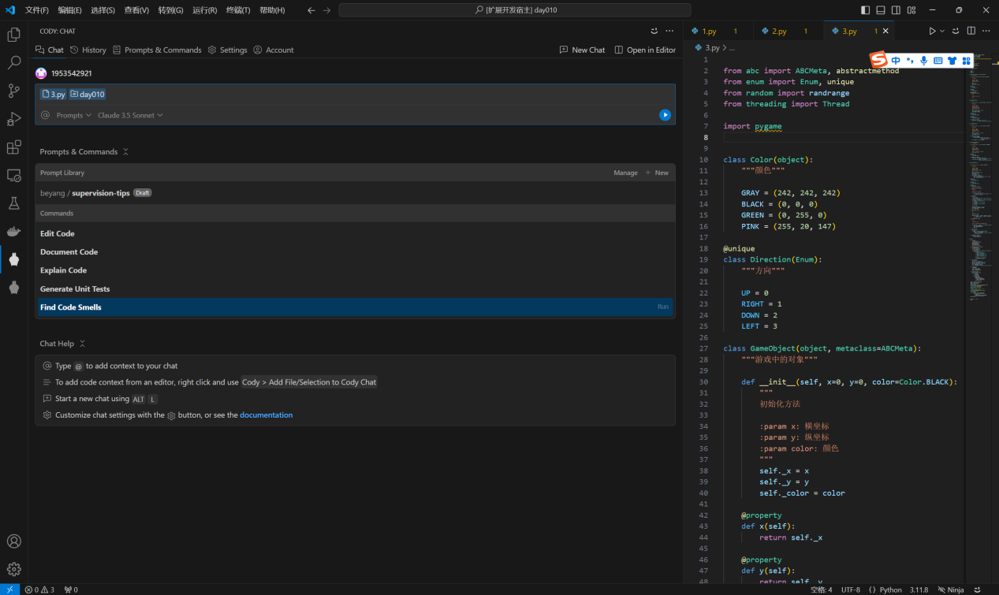 文件(F) 编辑(E) 选择(S) 查看(V) 转到(G) 运行(R) 终端(T) 帮助(H)
[扩展开发宿主] day010
CODY: CHAT
Chat History Prompts & Commands Settings Account New Chat Open in Editor
1953542921
3.py day010
@ Prompts Claude 3.5 Sonnet
Prompts & Commands
Prompt Library Manage + New
beyang / supervision-tips Draft
Commands
Edit Code
Document Code
Explain Code
Generate Unit Tests
Find Code Smells Run
Chat Help
Type @ to add context to your chat
To add code context from an editor, right click and use Cody > Add File/Selection to Cody Chat
Start a new chat using ALT L
Customize chat settings with the button, or see the documentation
1.py 1 2.py 1 3.py 1
3.py > ...
S 中
1
2 from abc import ABCMeta, abstractmethod
3 from enum import Enum, unique
4 from random import randrange
5 from threading import Thread
6
7 import pygame
8
9
10 class Color(object):
11 """颜色"""
12
13 GRAY = (242, 242, 242)
14 BLACK = (0, 0, 0)
15 GREEN = (0, 255, 0)
16 PINK = (255, 20, 147)
17
18 @unique
19 class Direction(Enum):
20 """方向"""
21
22 UP = 0
23 RIGHT = 1
24 DOWN = 2
25 LEFT = 3
26
27 class GameObject(object, metaclass=ABCMeta):
28 """游戏中的对象"""
29
30 def __init__(self, x=0, y=0, color=Color.BLACK):
31 """
32 初始化方法
33
34 :param x: 横坐标
35 :param y: 纵坐标
36 :param color: 颜色
37 """
38 self._x = x
39 self._y = y
40 self._color = color
41
42 @property
43 def x(self):
44 return self._x
45
46 @property
47 def y(self):
48 return self._y
0 3 0 空格: 4 UTF-8 {} Python 3.11.8 Ninja